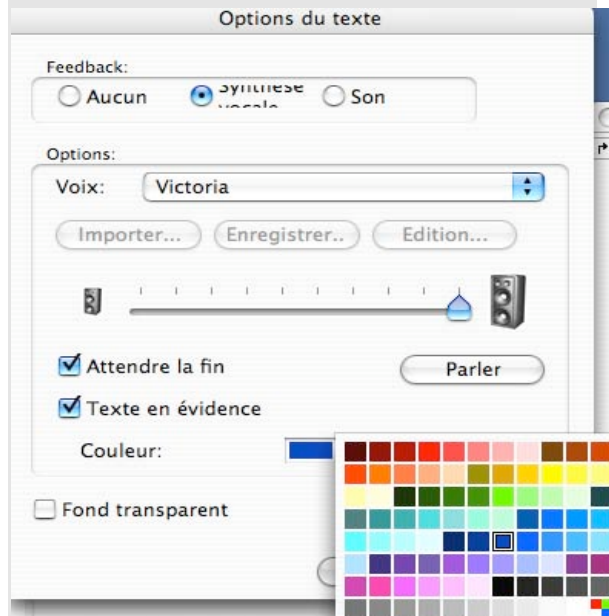 Options du texte
Feedback:
Aucun Synthèse Son
vocale
Options:
Voix: Victoria
Importer... Enregistrer.. Edition...
Attendre la fin Parler
Texte en évidence
Couleur:
Fond transparent